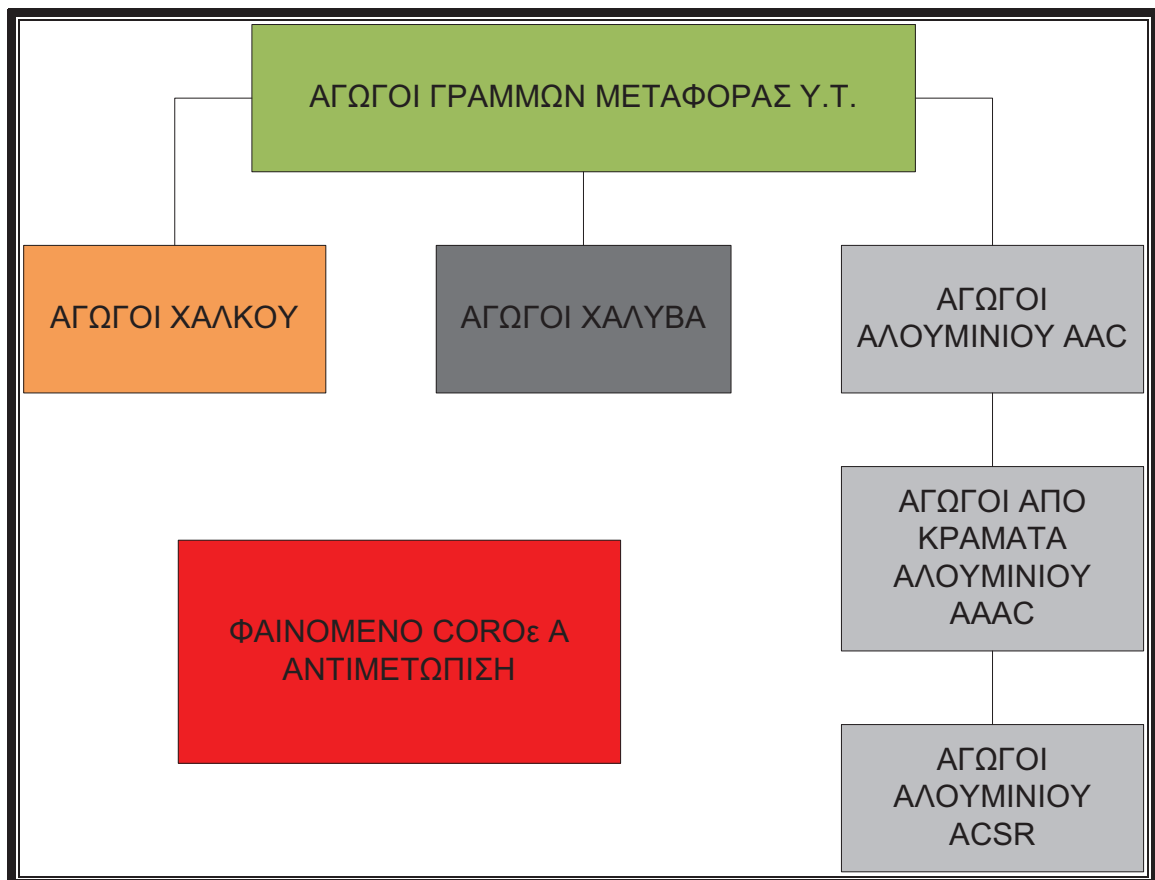 ΑΓΩΓΟΙ ΓΡΑΜΜΩΝ ΜΕΤΑΦΟΡΑΣ Υ.Τ.
ΑΓΩΓΟΙ ΧΑΛΚΟΥ
ΑΓΩΓΟΙ ΧΑΛΥΒΑ
ΑΓΩΓΟΙ
ΑΛΟΥΜΙΝΙΟΥ AAC
ΑΓΩΓΟΙ ΑΠΟ
ΚΡΑΜΑΤΑ
ΑΛΟΥΜΙΝΙΟΥ
AAAC
ΦΑΙΝΟΜΕΝΟ COROε A
ΑΝΤΙΜΕΤΩΠΙΣΗ
ΑΓΩΓΟΙ
ΑΛΟΥΜΙΝΙΟΥ
ACSR